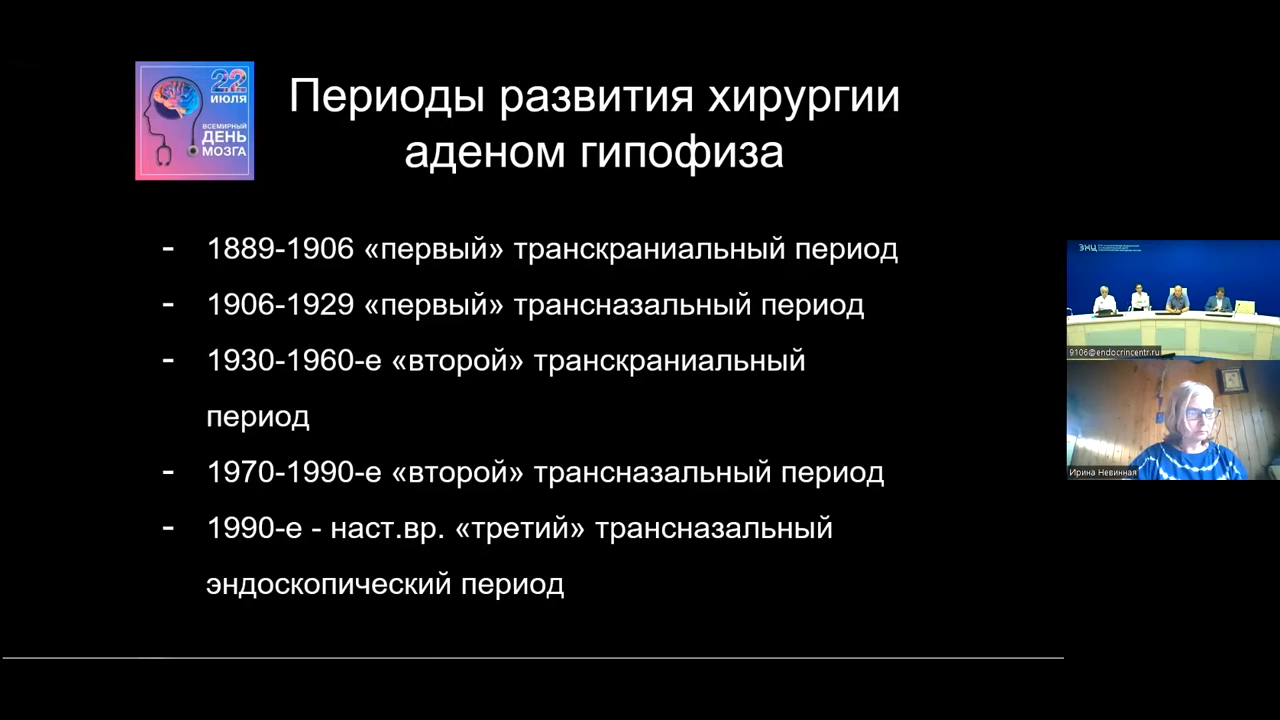 22
ИЮЛЯ
ВСЕМИРНЫЙ
ДЕНЬ
МОЗГА
Периоды развития хирургии
аденом гипофиза
- 1889-1906 «первый» транскраниальный период
- 1906-1929 «первый» трансназальный период
- 1930-1960-е «второй» транскраниальный
период
- 1970-1990-е «второй» трансназальный период
- 1990-е - наст.вр. «третий» трансназальный
эндоскопический период
ЭНЦ
9106@endocrincentr.ru
Ирина Невинная